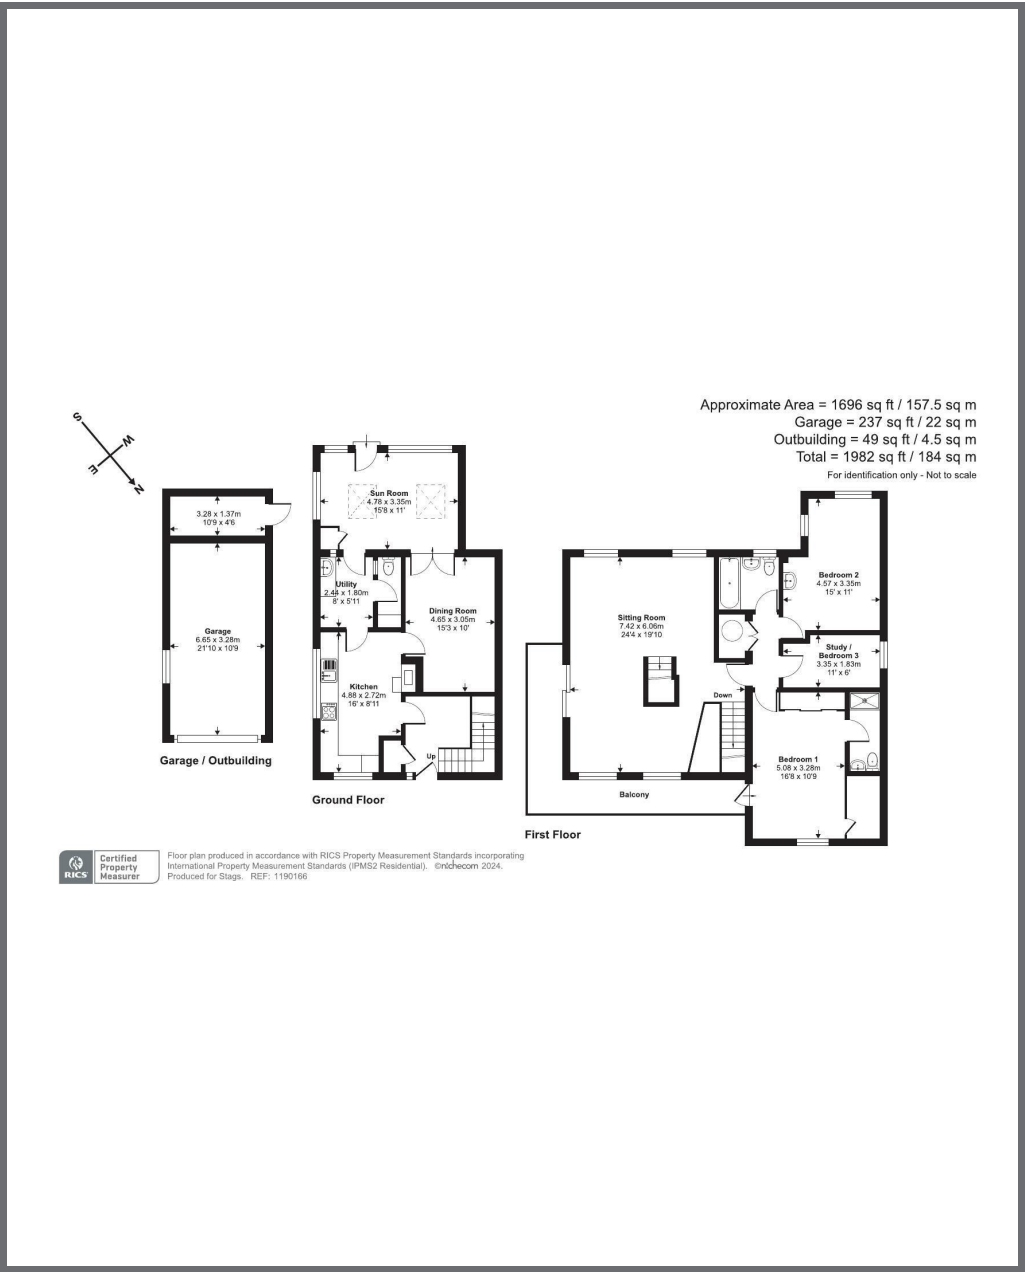 Approximate Area = 1696 sq ft / 157.5 sq m
Garage = 237 sq ft / 22 sq m
Outbuilding = 49 sq ft / 4.5 sq m
Total = 1982 sq ft / 184 sq m
For identification only - Not to scale
S
W
E
N
3.28 x 1.37m
10'9 x 4'6
Garage
6.65 x 3.28m
21'10 x 10'9
Garage / Outbuilding
Sun Room
4.78 x 3.35m
15'8 x 11'
Utility
2.44 x 1.80m
8' x 5'11
Dining Room
4.65 x 3.05m
15'3 x 10'
Kitchen
4.88 x 2.72m
16' x 8'11
Up
Ground Floor
Sitting Room
7.42 x 6.06m
24'4 x 19'10
Down
Bedroom 2
4.57 x 3.35m
15' x 11'
Study /
Bedroom 3
3.35 x 1.83m
11' x 6'
Bedroom 1
5.08 x 3.28m
16'8 x 10'9
Balcony
First Floor
RICS
Certified
Property
Measurer
Floor plan produced in accordance with RICS Property Measurement Standards incorporating
International Property Measurement Standards (IPMS2 Residential). ©nichecom 2024.
Produced for Stags. REF: 1190166